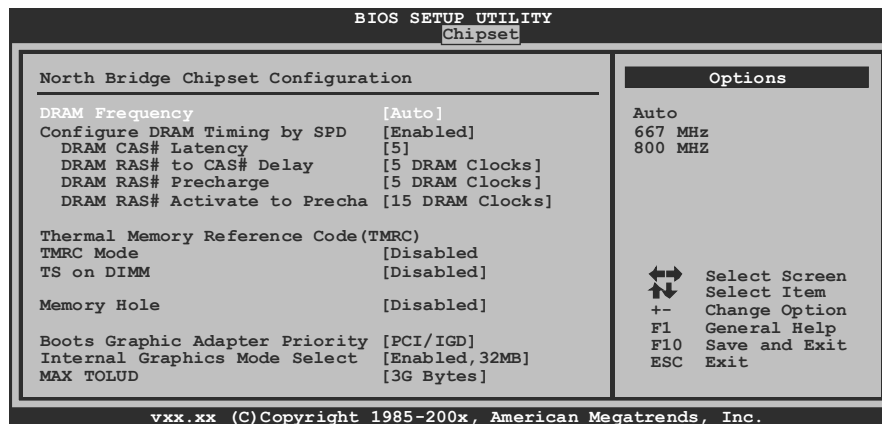 BIOS SETUP UTILITY
Chipset
North Bridge Chipset Configuration
DRAM Frequency [Auto]
Configure DRAM Timing by SPD [Enabled]
DRAM CAS# Latency [5]
DRAM RAS# to CAS# Delay [5 DRAM Clocks]
DRAM RAS# Precharge [5 DRAM Clocks]
DRAM RAS# Activate to Precha [15 DRAM Clocks]
Thermal Memory Reference Code(TMRC)
TMRC Mode [Disabled
TS on DIMM [Disabled]
Memory Hole [Disabled]
Boots Graphic Adapter Priority [PCI/IGD]
Internal Graphics Mode Select [Enabled,32MB]
MAX TOLUD [3G Bytes]
Options
Auto
667 MHz
800 MHZ
Select Screen
Select Item
+- Change Option
F1 General Help
F10 Save and Exit
ESC Exit
vxx.xx (C)Copyright 1985-200x, American Megatrends, Inc.